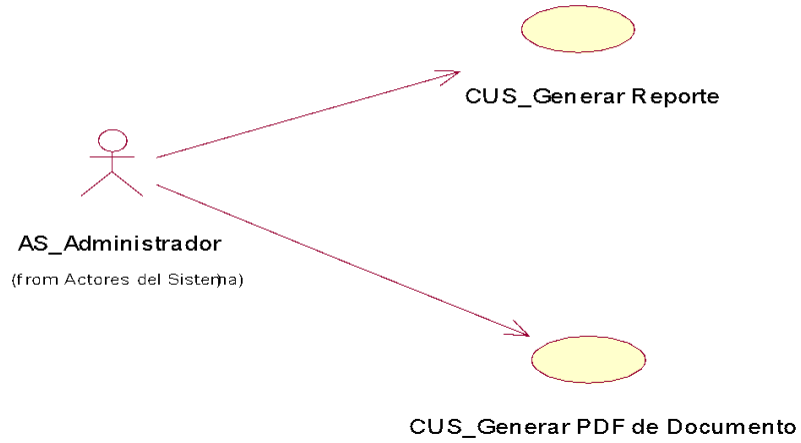 CUS_Generar Reporte
AS_Administrador
(from Actores del Sistema)
CUS_Generar PDF de Documento